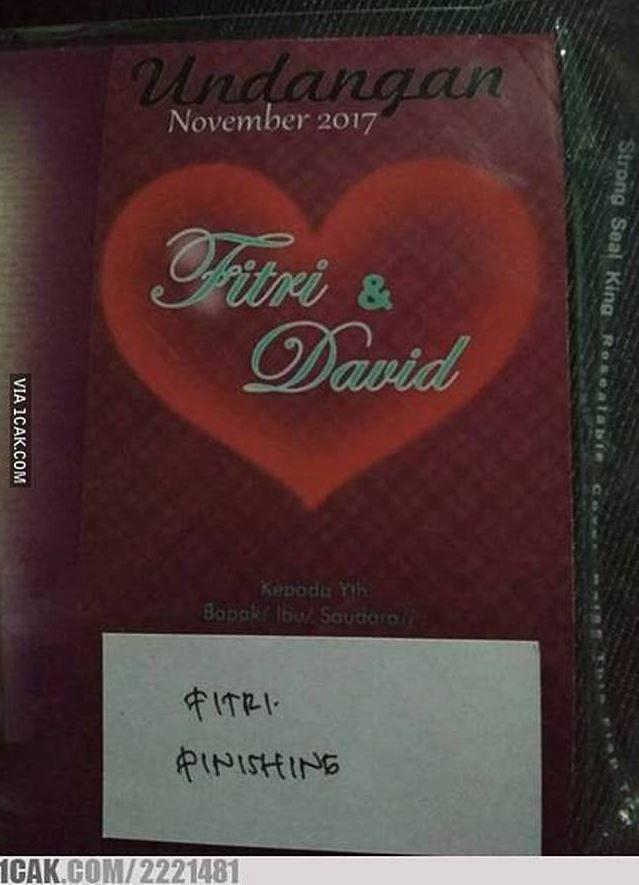 Undangan
November 2017
Fitri &
David
Kepada Yth.
Bapak/ Ibu/ Saudara/i
FITRI.
FINISHING
VIA 1CAK.COM
Strong Seal King Resealable
1CAK.COM/2221481